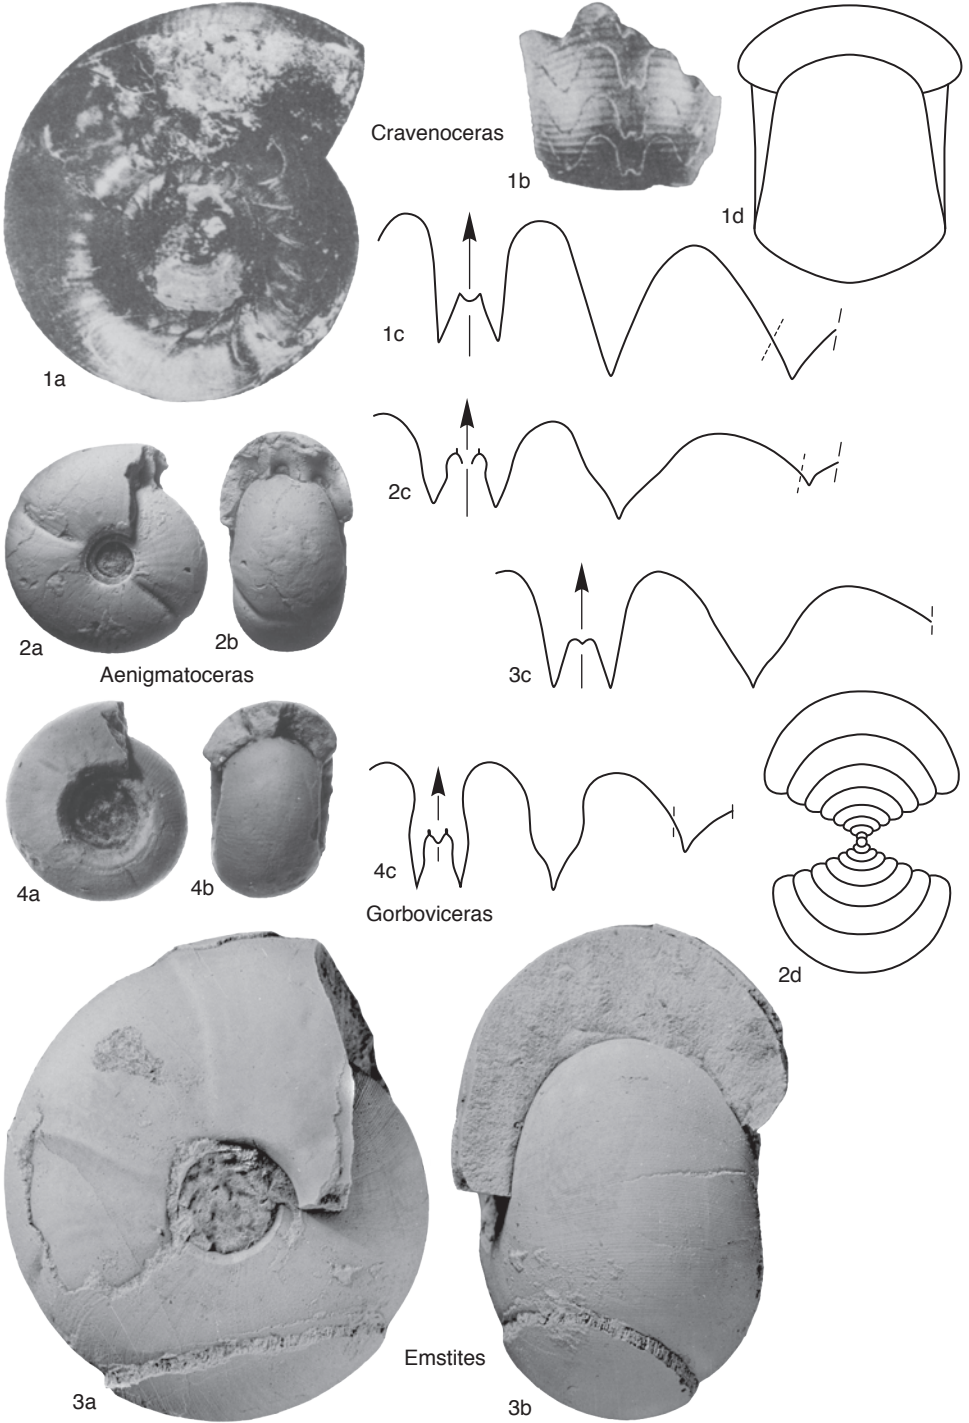 Cravenoceras
1b
1d
1c
1a
2c
2a
2b
Aenigmatoceras
3c
4a
4b
4c
Gorboviceras
2d
Emstites
3a
3b